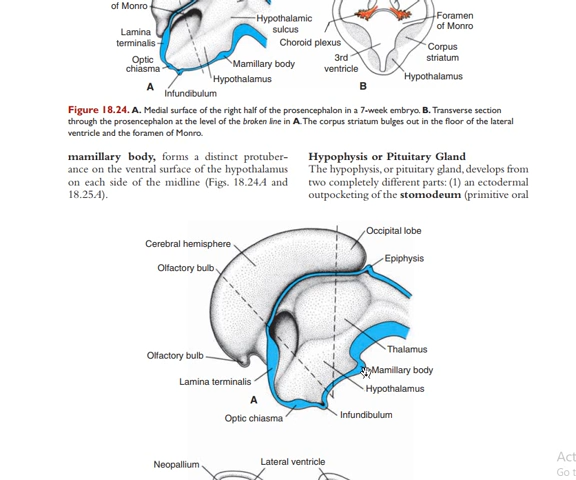 of Monro
Hypothalamic
sulcus
Lamina
terminalis
Choroid plexus
Optic
chiasma
Mamillary body
Hypothalamus
A
Infundibulum
Foramen
of Monro
Corpus
striatum
3rd
ventricle
Hypothalamus
B
Figure 18.24. A. Medial surface of the right half of the prosencephalon in a 7-week embryo. B. Transverse section
through the prosencephalon at the level of the broken line in A. The corpus striatum bulges out in the floor of the lateral
ventricle and the foramen of Monro.
mamillary body, forms a distinct protuber-
ance on the ventral surface of the hypothalamus
on each side of the midline (Figs. 18.24A and
18.25A).
Hypophysis or Pituitary Gland
The hypophysis, or pituitary gland, develops from
two completely different parts: (1) an ectodermal
outpocketing of the stomodeum (primitive oral
Occipital lobe
Cerebral hemisphere
Epiphysis
Olfactory bulb
Thalamus
Olfactory bulb
Mamillary body
Lamina terminalis
Hypothalamus
A
Infundibulum
Optic chiasma
Neopallium
Lateral ventricle
Act
Go t